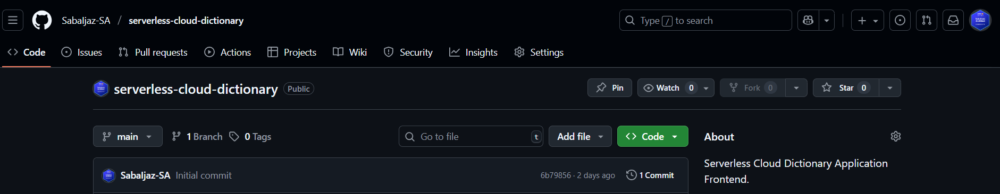 SabaIjaz-SA / serverless-cloud-dictionary
Type / to search
Code Issues Pull requests Actions Projects Wiki Security Insights Settings
serverless-cloud-dictionary Public
Pin Watch 0 Fork 0 Star 0
main 1 Branch 0 Tags Go to file t Add file Code
About
SabaIjaz-SA Initial commit 6b79856 · 2 days ago 1 Commit
Serverless Cloud Dictionary Application
Frontend.